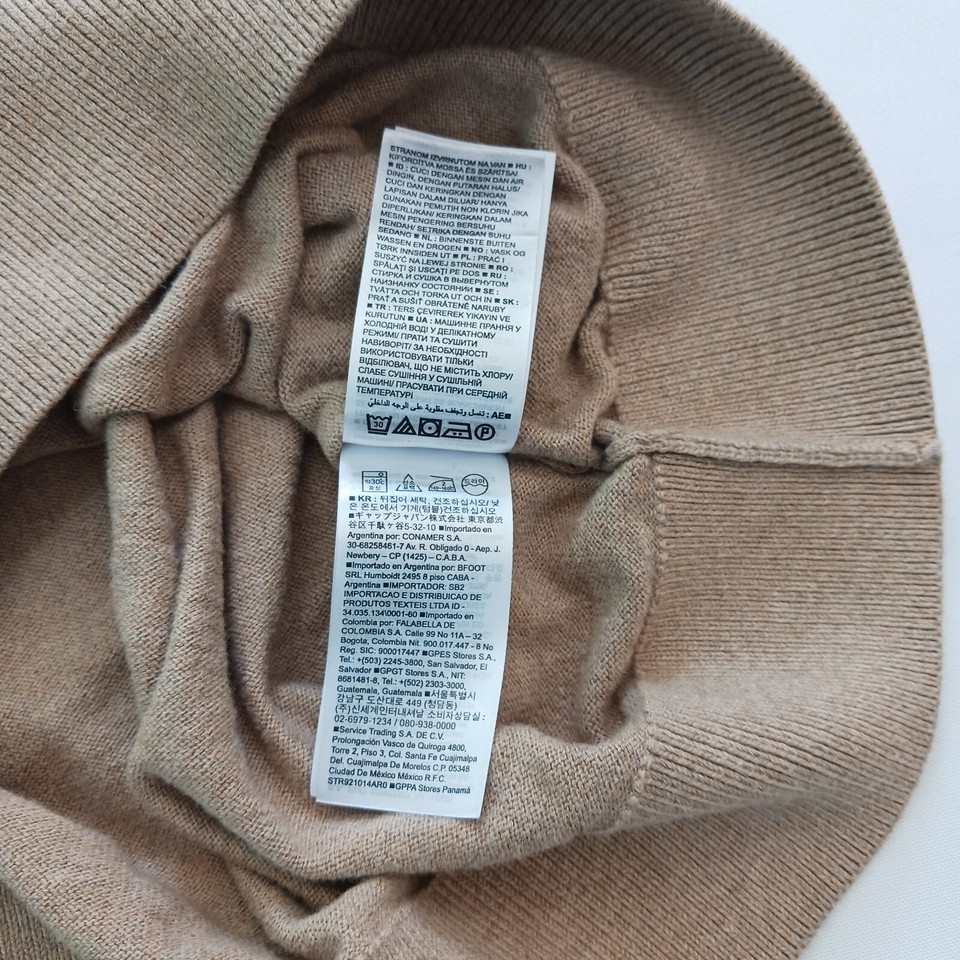 STRANOM IZVRNUTOM NA VAN ■ HU :
KIFORDÍTVA MOSSA ÉS SZÁRÍTSA!
■ ID : CUCI DENGAN MESIN DAN AIR
DINGIN, DENGAN PUTARAN HALUS/
CUCI DAN KERINGKAN DENGAN
LAPISAN DALAM DILUAR/ HANYA
GUNAKAN PEMUTIH NON KLORIN JIKA
DIPERLUKAN/ KERINGKAN DALAM
MESIN PENGERING BERSUHU
RENDAH/ SETRIKA DENGAN SUHU
SEDANG ■ NL : BINNENSTE BUITEN
WASSEN EN DROGEN ■ NO : VASK OG
TØRK INNSIDEN UT ■ PL : PRAĆ I
SUSZYĆ NA LEWEJ STRONIE ■ RO :
SPĂLAȚI ȘI USCAȚI PE DOS ■ RU :
СТИРКА И СУШКА В ВЫВЕРНУТОМ
НАИЗНАНКУ СОСТОЯНИИ ■ SE :
TVÄTTA OCH TORKA UT OCH IN ■ SK :
PRAŤ A SUŠIŤ OBRÁTENÉ NARUBY
■ TR : TERS ÇEVIREREK YIKAYIN VE
KURUTUN ■ UA : МАШИННЕ ПРАННЯ У
ХОЛОДНІЙ ВОДІ У ДЕЛІКАТНОМУ
РЕЖИМІ/ ПРАТИ ТА СУШИТИ
НАВИВОРІТ/ ЗА НЕОБХІДНОСТІ
ВИКОРИСТОВУВАТИ ТІЛЬКИ
ВІДБІЛЮВАЧ, ЩО НЕ МІСТИТЬ ХЛОРУ/
СЛАБЕ СУШІННЯ У СУШІЛЬНІЙ
МАШИНІ/ ПРАСУВАТИ ПРИ СЕРЕДНІЙ
ТЕМПЕРАТУРІ
■AE : تغسل وتجفف مقلوبة على الوجه الداخلي
30 P
약30℃ 중성 산소 표백 2 140~160℃ 드라이
■ KR : 뒤집어 세탁, 건조하십시오/ 낮
은 온도에서 기계(텀블)건조하십시오
■ギャップジャパン株式会社 東京都渋
谷区千駄ヶ谷5-32-10 ■Importado en
Argentina por: CONAMER S.A.
30-68258461-7 Av. R. Obligado 0 - Aep. J.
Newbery – CP (1425) – C.A.B.A.
■Importado en Argentina por: BFOOT
SRL Humboldt 2495 8 piso CABA -
Argentina ■IMPORTADOR: SB2
IMPORTACAO E DISTRIBUICAO DE
PRODUTOS TEXTEIS LTDA ID -
34.035.134\0001-60 ■Importado en
Colombia por: FALABELLA DE
COLOMBIA S.A. Calle 99 No 11A – 32
Bogota, Colombia Nit. 900.017.447 - 8 No
Reg. SIC: 900017447 ■GPES Stores S.A.,
Tel.: +(503) 2245-3800, San Salvador, El
Salvador ■GPGT Stores S.A., NIT:
8681481-8, Tel.: +(502) 2303-3000,
Guatemala, Guatemala ■서울특별시
강남구 도산대로 449 (청담동)
(주)신세계인터내셔날 소비자상담실 :
02-6979-1234 / 080-938-0000
■Service Trading S.A. DE C.V.
Prolongación Vasco de Quiroga 4800,
Torre 2, Piso 3, Col. Santa Fe Cuajimalpa
Del. Cuajimalpa De Morelos C.P. 05348
Ciudad De México México R.F.C.
STR921014AR0 ■GPPA Stores Panamá